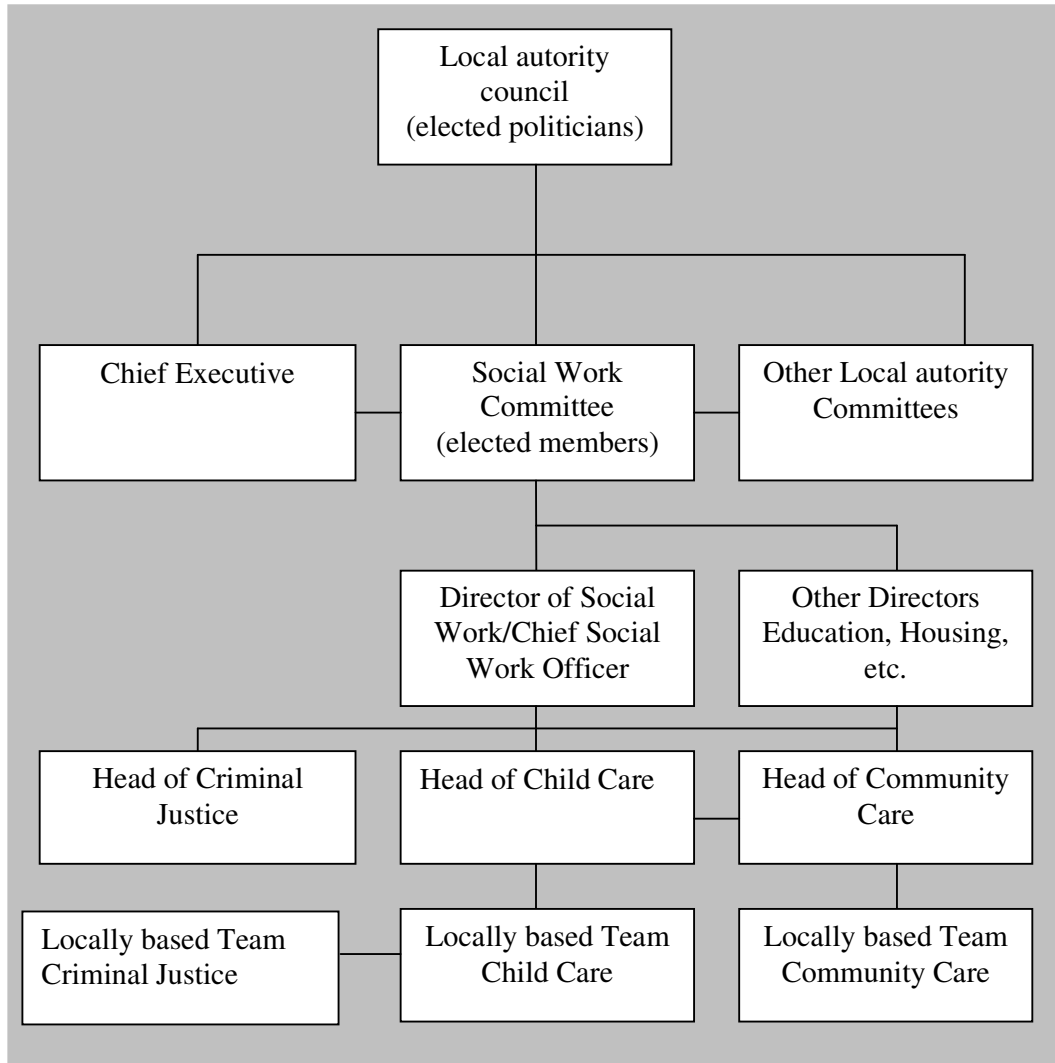 Local autority
council
(elected politicians)
Chief Executive
Social Work
Committee
(elected members)
Other Local autority
Committees
Director of Social
Work/Chief Social
Work Officer
Other Directors
Education, Housing,
etc.
Head of Criminal
Justice
Head of Child Care
Head of Community
Care
Locally based Team
Criminal Justice
Locally based Team
Child Care
Locally based Team
Community Care